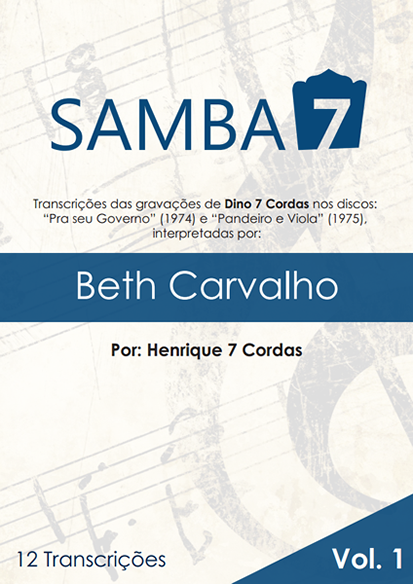 SAMBA 7
Transcrições das gravações de Dino 7 Cordas nos discos:
“Pra seu Governo” (1974) e “Pandeiro e Viola” (1975),
interpretadas por:
Beth Carvalho
Por: Henrique 7 Cordas
12 Transcrições
Vol. 1